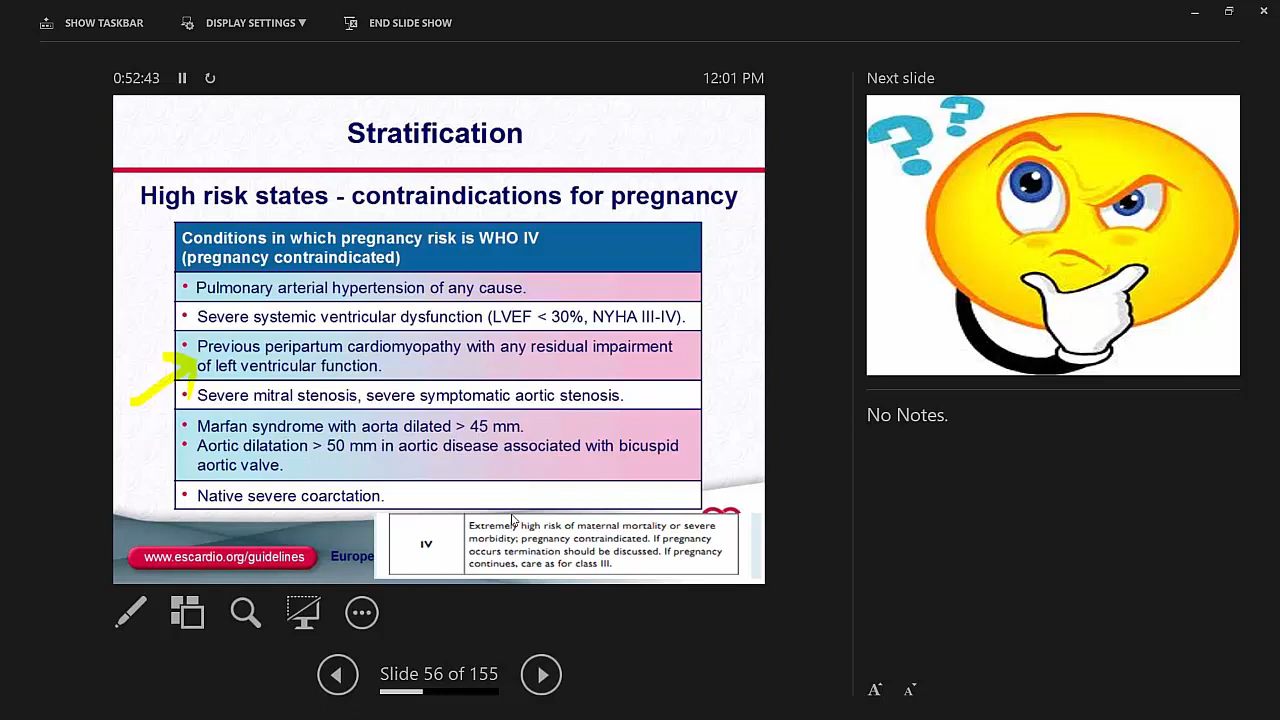 SHOW TASKBAR
DISPLAY SETTINGS ▼
END SLIDE SHOW
0:52:43
12:01 PM
Next slide
Stratification
High risk states - contraindications for pregnancy
Conditions in which pregnancy risk is WHO IV
(pregnancy contraindicated)
• Pulmonary arterial hypertension of any cause.
• Severe systemic ventricular dysfunction (LVEF < 30%, NYHA III-IV).
• Previous peripartum cardiomyopathy with any residual impairment
of left ventricular function.
• Severe mitral stenosis, severe symptomatic aortic stenosis.
• Marfan syndrome with aorta dilated > 45 mm.
• Aortic dilatation > 50 mm in aortic disease associated with bicuspid
aortic valve.
• Native severe coarctation.
www.escardio.org/guidelines
Europe
IV
Extremely high risk of maternal mortality or severe
morbidity; pregnancy contraindicated. If pregnancy
occurs termination should be discussed. If pregnancy
continues, care as for class III.
? ?
No Notes.
Slide 56 of 155
A A